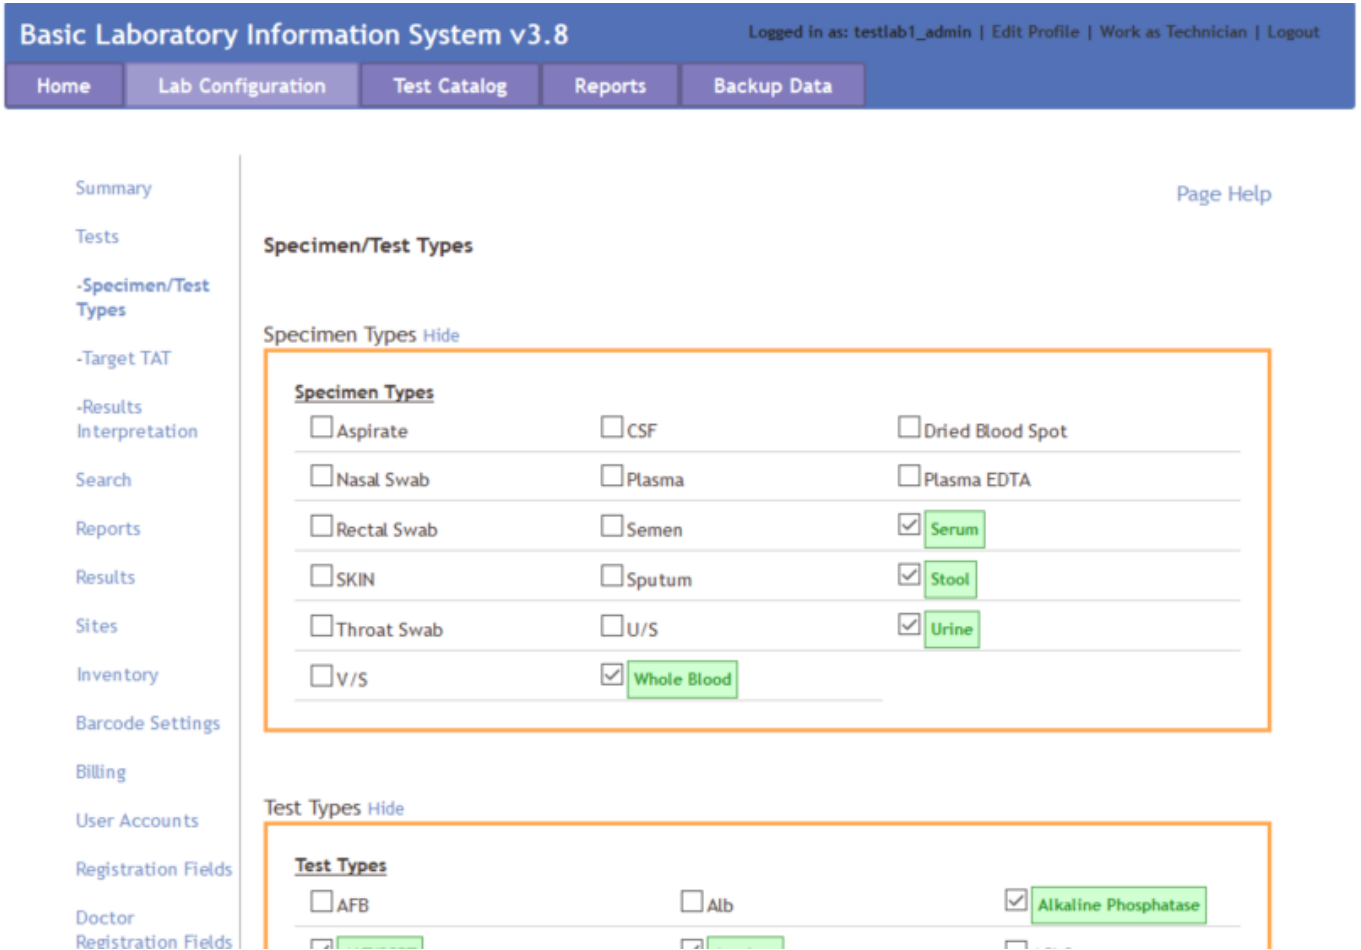 Basic Laboratory Information System v3.8
Logged in as: testlab1_admin | Edit Profile | Work as Technician | Logout
Home Lab Configuration Test Catalog Reports Backup Data
Summary
Page Help
Tests
Specimen/Test Types
-Specimen/Test
Types
Specimen Types Hide
-Target TAT
-Results
Interpretation
Search
Reports
Results
Sites
Inventory
Barcode Settings
Billing
User Accounts
Registration Fields
Doctor
Registration Fields
Specimen Types
Aspirate CSF Dried Blood Spot
Nasal Swab Plasma Plasma EDTA
Rectal Swab Semen Serum
SKIN Sputum Stool
Throat Swab U/S Urine
V/S Whole Blood
Test Types Hide
Test Types
AFB Alb Alkaline Phosphatase